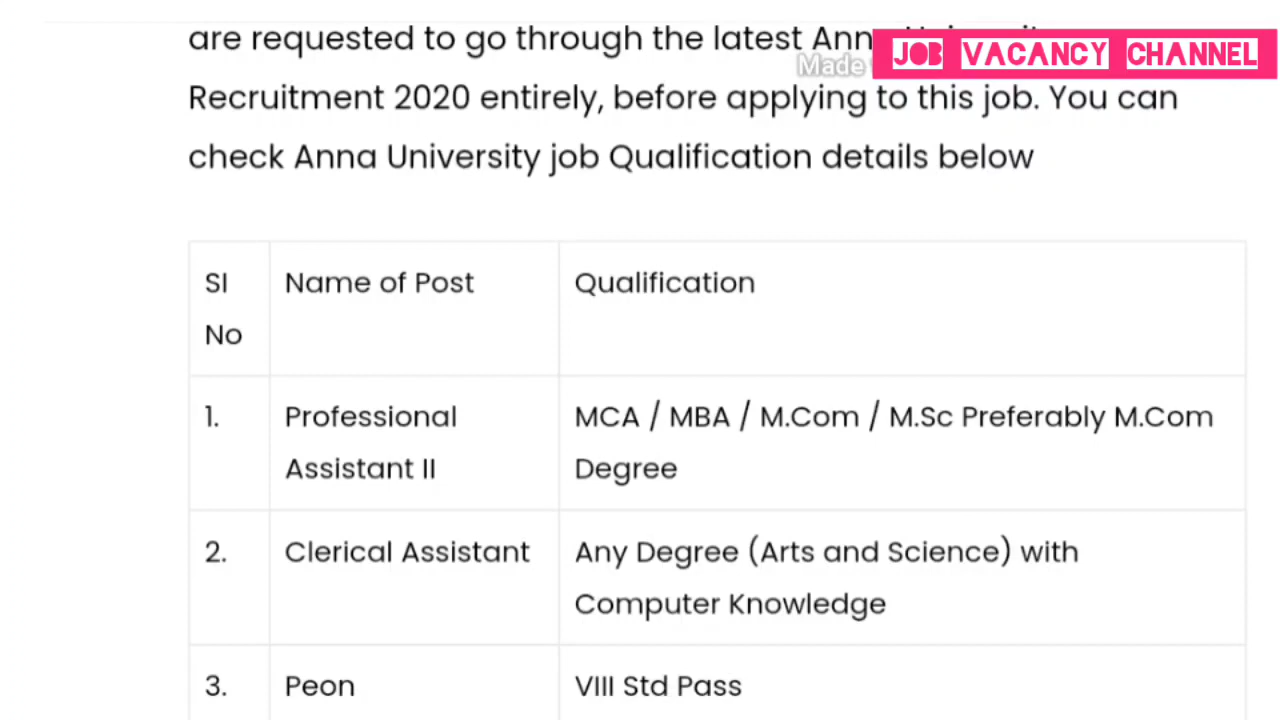 are requested to go through the latest
JOB VACANCY CHANNEL
Made
Recruitment 2020 entirely, before applying to this job. You can
check Anna University job Qualification details below
SI
No
Name of Post
Qualification
1.
Professional
Assistant II
MCA / MBA / M.Com / M.Sc Preferably M.Com
Degree
2.
Clerical Assistant
Any Degree (Arts and Science) with
Computer Knowledge
3.
Peon
VIII Std Pass